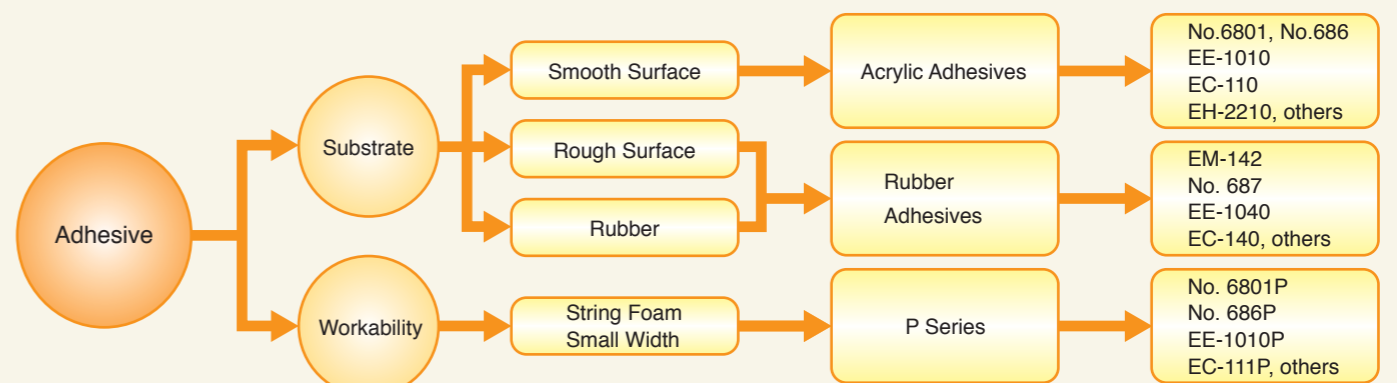 Adhesive
Substrate
Workability
Smooth Surface
Rough Surface
Rubber
String Foam
Small Width
Acrylic Adhesives
Rubber
Adhesives
P Series
No.6801, No.686
EE-1010
EC-110
EH-2210, others
EM-142
No. 687
EE-1040
EC-140, others
No. 6801P
No. 686P
EE-1010P
EC-111P, others